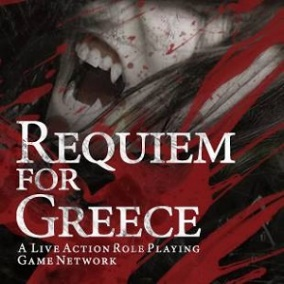 REQUIEM
FOR
GREECE
A LIVE ACTION ROLE PLAYING
GAME NETWORK